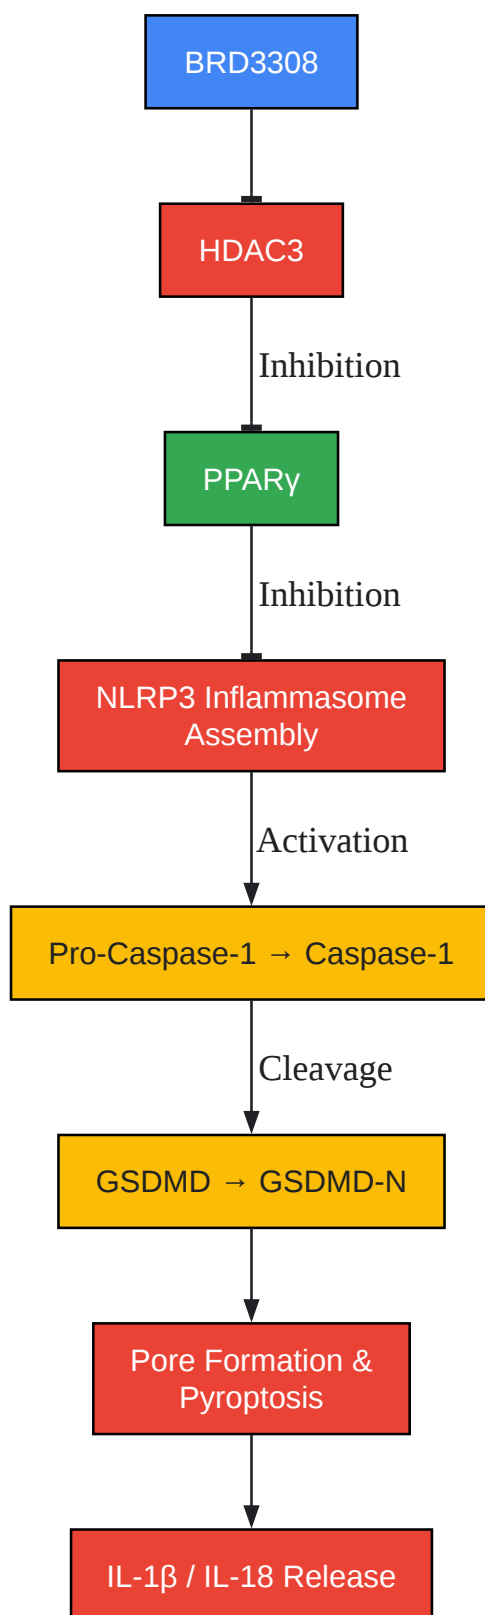 BRD3308
HDAC3
Inhibition
PPARγ
Inhibition
NLRP3 Inflammasome
Assembly
Activation
Pro-Caspase-1 → Caspase-1
Cleavage
GSDMD → GSDMD-N
Pore Formation &
Pyroptosis
IL-1β / IL-18 Release